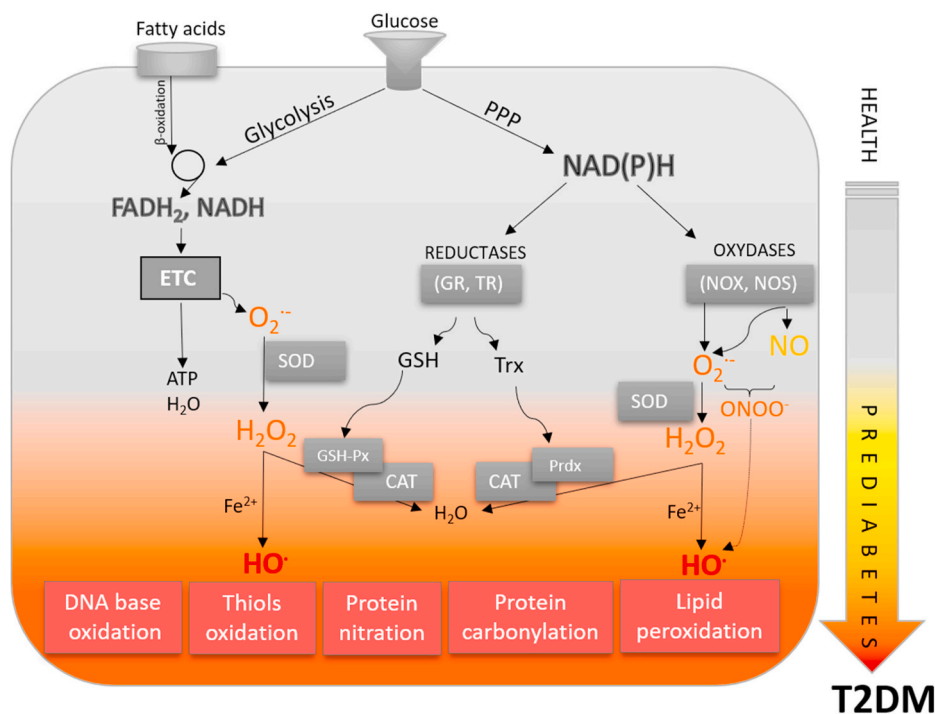 Fatty acids
Glucose
β-oxidation
Glycolysis
PPP
NAD(P)H
FADH₂, NADH
ETC
REDUCTASES
(GR, TR)
OXYDASES
(NOX, NOS)
O₂˙⁻
SOD
ATP
H₂O
GSH
Trx
O₂˙⁻
NO
SOD
ONOO⁻
H₂O₂
H₂O₂
GSH-Px
CAT
CAT
Prdx
H₂O
Fe²⁺
Fe²⁺
HO˙
HO˙
DNA base
oxidation
Thiols
oxidation
Protein
nitration
Protein
carbonylation
Lipid
peroxidation
HEALTH
PREDIABETES
T2DM